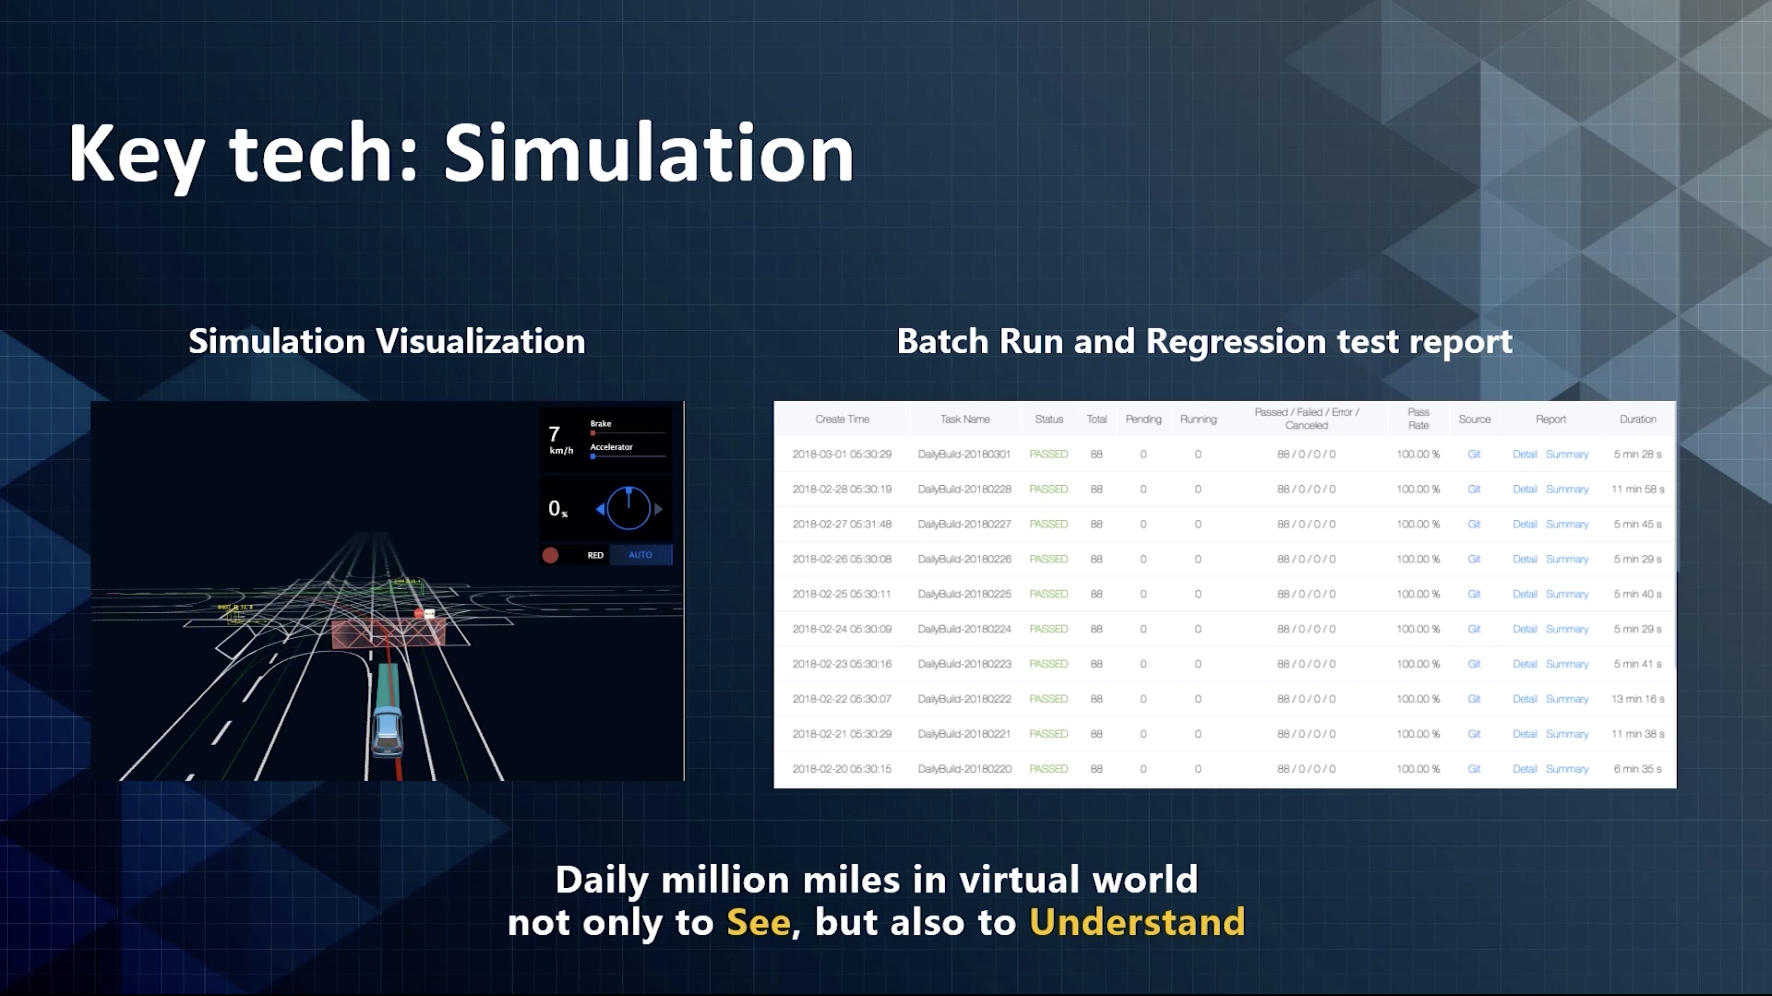 Key tech: Simulation
Simulation Visualization
Batch Run and Regression test report
7
km/h
Brake
Accelerator
0%
RED AUTO
Create Time Task Name Status Total Pending Running Passed / Failed / Error / Canceled Pass Rate Source Report Duration
2018-03-01 05:30:29 DailyBuild-20180301 PASSED 88 0 0 88 / 0 / 0 / 0 100.00 % Git Detail Summary 5 min 28 s
2018-02-28 05:30:19 DailyBuild-20180228 PASSED 88 0 0 88 / 0 / 0 / 0 100.00 % Git Detail Summary 11 min 58 s
2018-02-27 05:31:48 DailyBuild-20180227 PASSED 88 0 0 88 / 0 / 0 / 0 100.00 % Git Detail Summary 5 min 45 s
2018-02-26 05:30:08 DailyBuild-20180226 PASSED 88 0 0 88 / 0 / 0 / 0 100.00 % Git Detail Summary 5 min 29 s
2018-02-25 05:30:11 DailyBuild-20180225 PASSED 88 0 0 88 / 0 / 0 / 0 100.00 % Git Detail Summary 5 min 40 s
2018-02-24 05:30:09 DailyBuild-20180224 PASSED 88 0 0 88 / 0 / 0 / 0 100.00 % Git Detail Summary 5 min 29 s
2018-02-23 05:30:16 DailyBuild-20180223 PASSED 88 0 0 88 / 0 / 0 / 0 100.00 % Git Detail Summary 5 min 41 s
2018-02-22 05:30:07 DailyBuild-20180222 PASSED 88 0 0 88 / 0 / 0 / 0 100.00 % Git Detail Summary 13 min 16 s
2018-02-21 05:30:29 DailyBuild-20180221 PASSED 88 0 0 88 / 0 / 0 / 0 100.00 % Git Detail Summary 11 min 38 s
2018-02-20 05:30:15 DailyBuild-20180220 PASSED 88 0 0 88 / 0 / 0 / 0 100.00 % Git Detail Summary 6 min 35 s
Daily million miles in virtual world
not only to See, but also to Understand